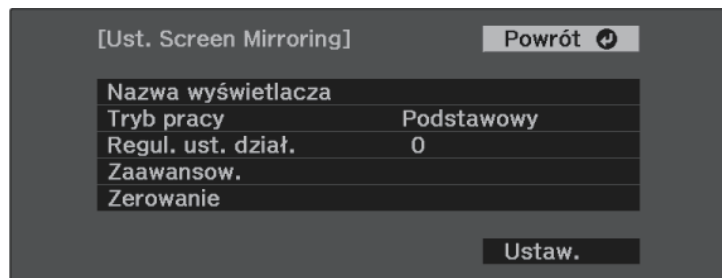 [Ust. Screen Mirroring] Powrót
Nazwa wyświetlacza
Tryb pracy Podstawowy
Regul. ust. dział. 0
Zaawansow.
Zerowanie
Ustaw.